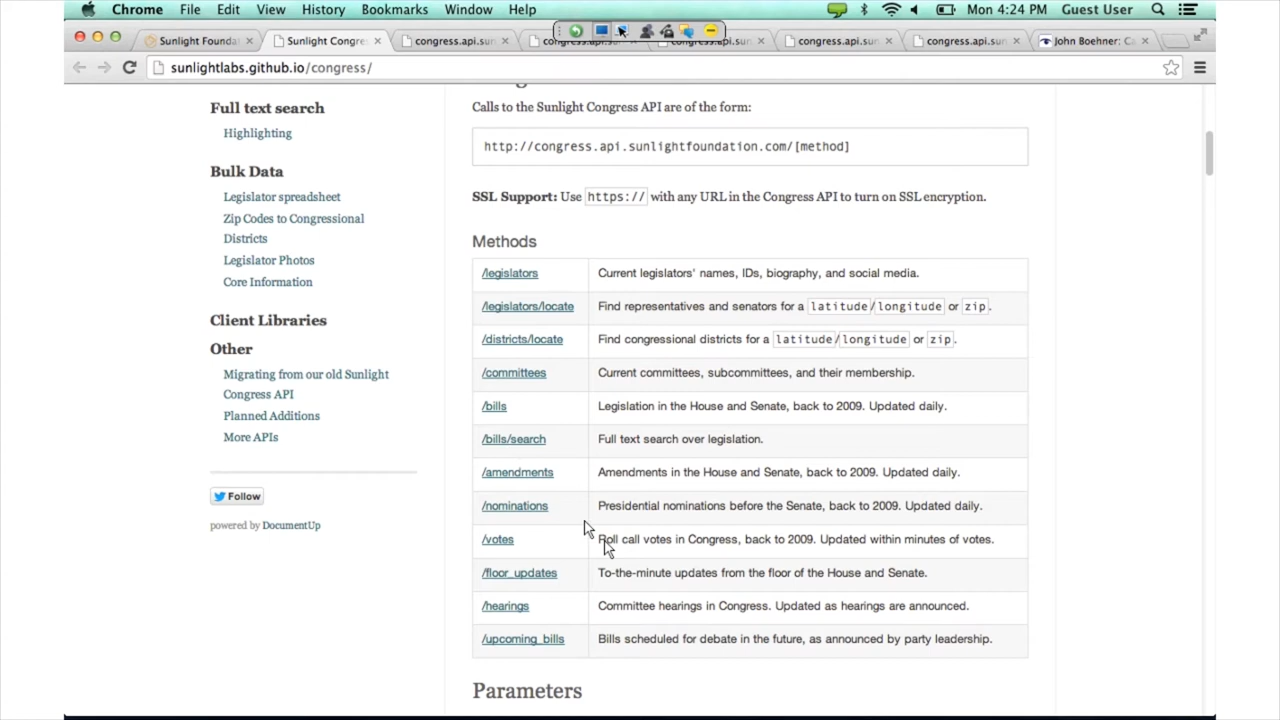 Chrome File Edit View History Bookmarks Window Help Mon 4:24 PM Guest User
Sunlight Founda Sunlight Congres congress.api.sun congress.api.sun congress.api.sun John Boehner: Ca
sunlightlabs.github.io/congress/
Full text search
Highlighting
Bulk Data
Legislator spreadsheet
Zip Codes to Congressional
Districts
Legislator Photos
Core Information
Client Libraries
Other
Migrating from our old Sunlight
Congress API
Planned Additions
More APIs
Follow
powered by DocumentUp
Calls to the Sunlight Congress API are of the form:
http://congress.api.sunlightfoundation.com/[method]
SSL Support: Use https:// with any URL in the Congress API to turn on SSL encryption.
Methods
/legislators Current legislators' names, IDs, biography, and social media.
/legislators/locate Find representatives and senators for a latitude/longitude or zip.
/districts/locate Find congressional districts for a latitude/longitude or zip.
/committees Current committees, subcommittees, and their membership.
/bills Legislation in the House and Senate, back to 2009. Updated daily.
/bills/search Full text search over legislation.
/amendments Amendments in the House and Senate, back to 2009. Updated daily.
/nominations Presidential nominations before the Senate, back to 2009. Updated daily.
/votes Roll call votes in Congress, back to 2009. Updated within minutes of votes.
/floor_updates To-the-minute updates from the floor of the House and Senate.
/hearings Committee hearings in Congress. Updated as hearings are announced.
/upcoming_bills Bills scheduled for debate in the future, as announced by party leadership.
Parameters